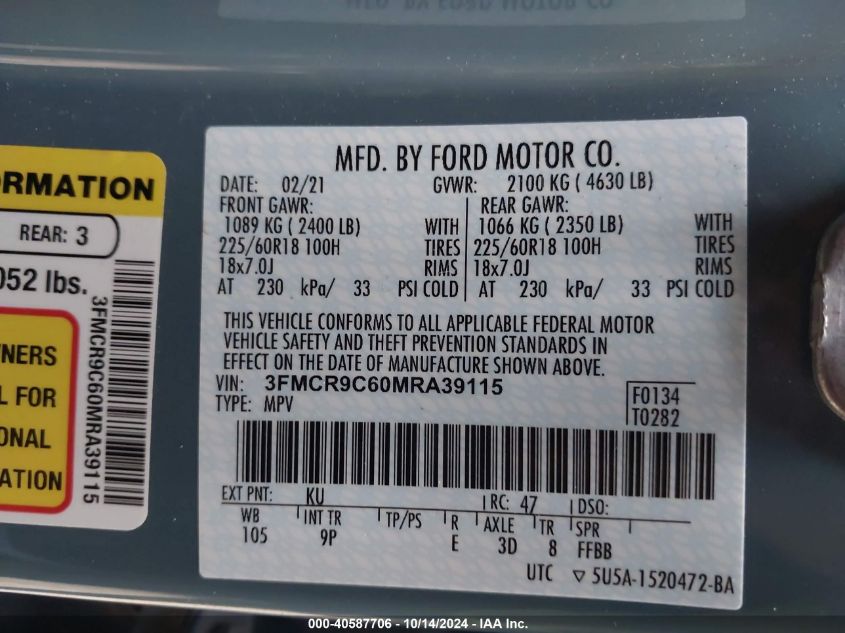 MFD. BY FORD MOTOR CO.
DATE: 02/21 GVWR: 2100 KG ( 4630 LB)
FRONT GAWR: REAR GAWR:
1089 KG ( 2400 LB) WITH 1066 KG ( 2350 LB) WITH
225/60R18 100H TIRES 225/60R18 100H TIRES
18x7.0J RIMS 18x7.0J RIMS
AT 230 kPa/ 33 PSI COLD AT 230 kPa/ 33 PSI COLD
THIS VEHICLE CONFORMS TO ALL APPLICABLE FEDERAL MOTOR
VEHICLE SAFETY AND THEFT PREVENTION STANDARDS IN
EFFECT ON THE DATE OF MANUFACTURE SHOWN ABOVE.
VIN: 3FMCR9C60MRA39115
TYPE: MPV
F0134
T0282
EXT PNT: KU RC: 47 DSO:
WB INT TR TP/PS R AXLE TR SPR
105 9P E 3D 8 FFBB
UTC ▽ 5U5A-1520472-BA
ORMATION
REAR: 3
052 lbs.
3FMCR9C60MRA39115
WNERS
L FOR
ONAL
ATION
000-40587706 - 10/14/2024 - IAA Inc.